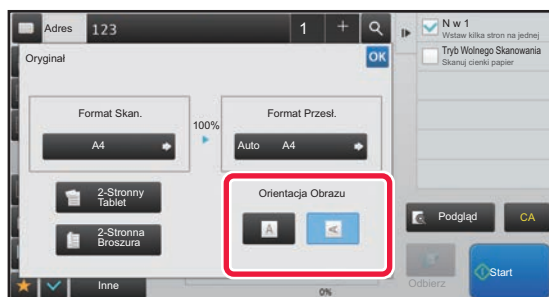 Adres 123 1 +
N w 1
Wstaw kilka stron na jednej
Oryginał OK
Tryb Wolnego Skanowania
Skanuj cienki papier
Format Skan. 100% Format Przesł.
A4 Auto A4
2-Stronny
Tablet
Orientacja Obrazu
A A
2-Stronna
Broszura
Podgląd CA
Inne
0%
Odbierz
Start